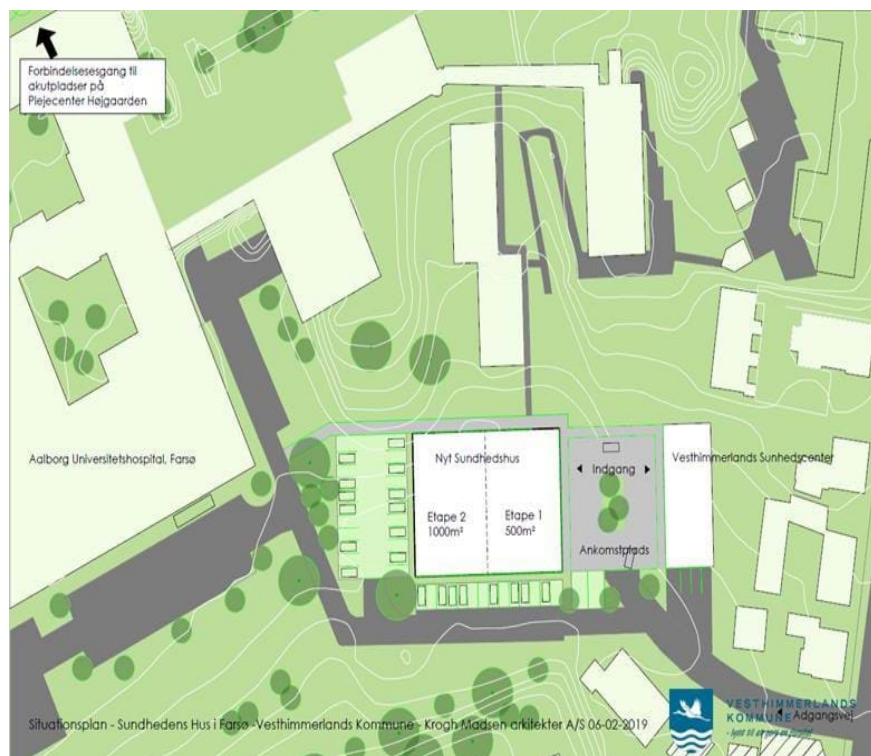 Forbindelsesgang til
akutpladser på
Plejecenter Højgaarden
Aalborg Universitetshospital, Farsø
Nyt Sundhedshus
Indgang
Vesthimmerlands Sunhedscenter
Etape 2
1000m²
Etape 1
500m²
Ankomstplads
Situationsplan - Sundhedens Hus i Farsø -Vesthimmerlands Kommune - Krogh Madsen arkitekter A/S 06-02-2019
VESTHIMMERLANDS
KOMMUNE
Adgangsvej